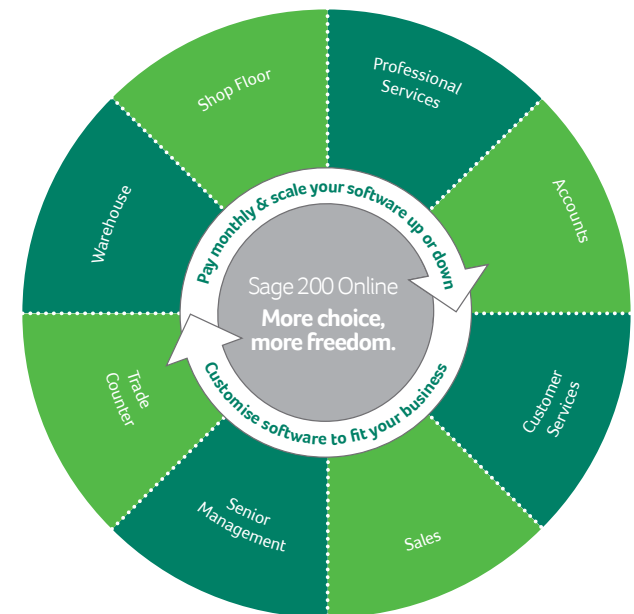 Shop Floor
Professional
Services
Accounts
Customer
Services
Sales
Senior
Management
Trade
Counter
Warehouse
Pay monthly & scale your software up or down
Customise software to fit your business
Sage 200 Online
More choice,
more freedom.